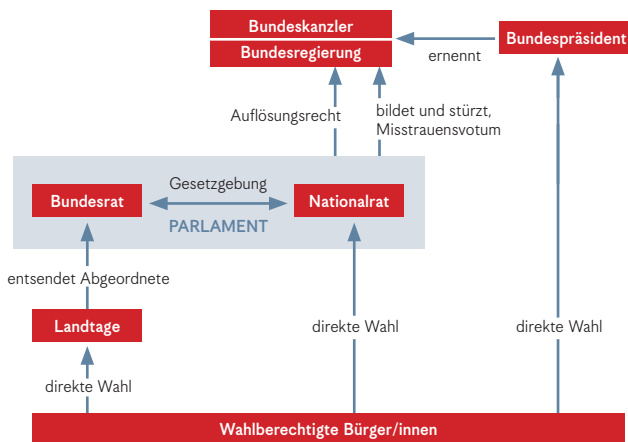 Bundeskanzler
Bundesregierung
Bundespräsident
ernennt
Auflösungsrecht
bildet und stürzt,
Misstrauensvotum
Gesetzgebung
Bundesrat
Nationalrat
PARLAMENT
entsendet Abgeordnete
Landtage
direkte Wahl
direkte Wahl
direkte Wahl
Wahlberechtigte Bürger/innen